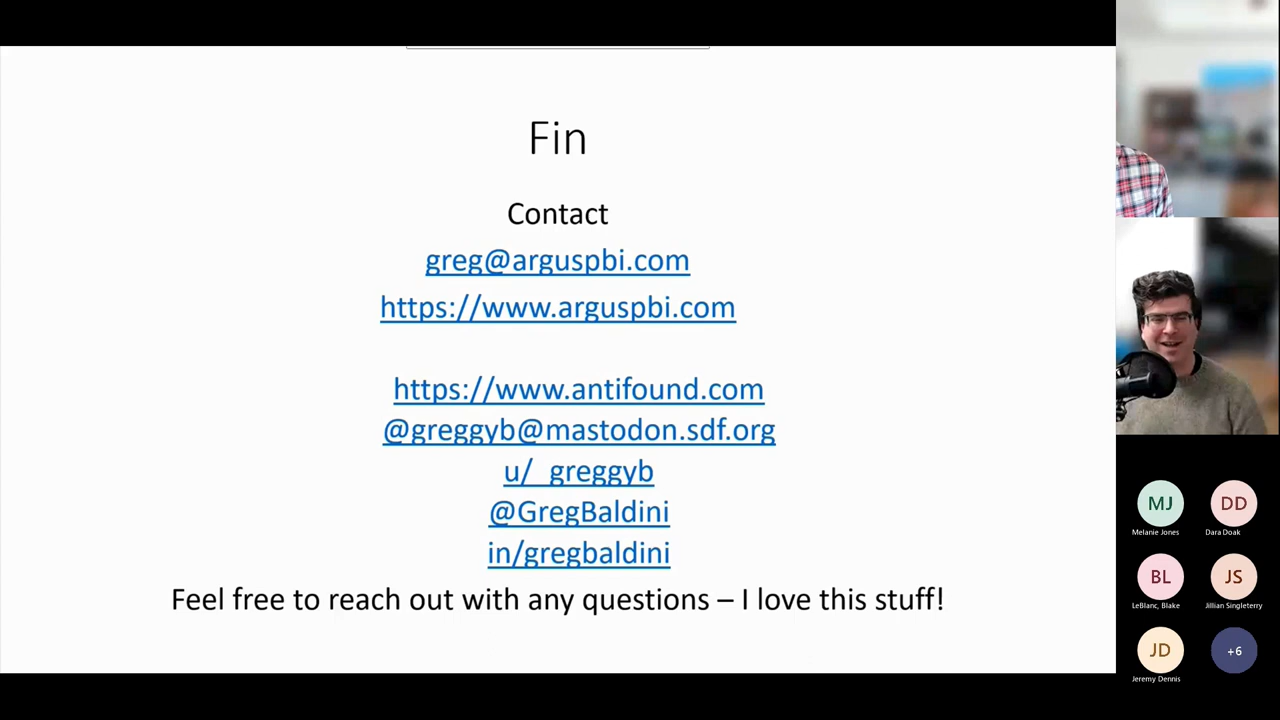 Fin
Contact
greg@arguspbi.com
https://www.arguspbi.com
https://www.antifound.com
@greggyb@mastodon.sdf.org
u/_greggyb
@GregBaldini
in/gregbaldini
Feel free to reach out with any questions – I love this stuff!
MJ
DD
Melanie Jones
Dara Doak
BL
JS
LeBlanc, Blake
Jillian Singleterry
JD
+6
Jeremy Dennis